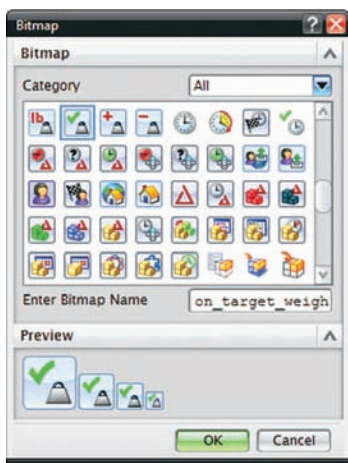 Bitmap
Bitmap
Category All
lb
Enter Bitmap Name on_target_weigh
Preview
OK Cancel